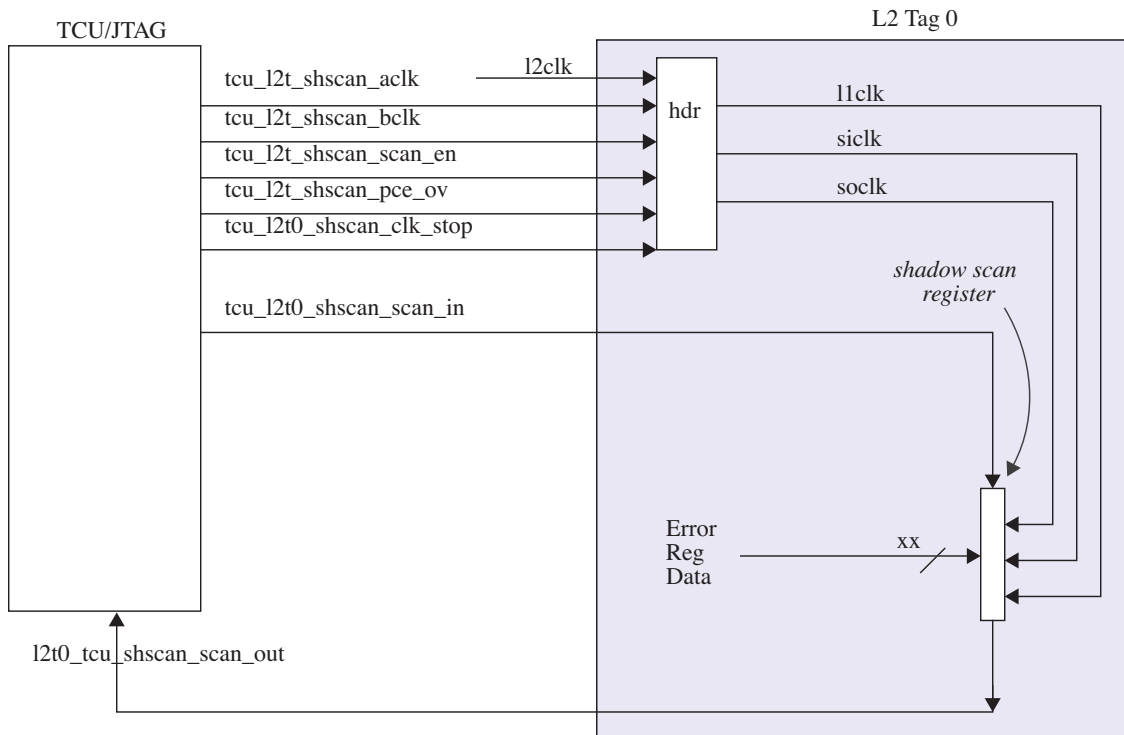 L2 Tag 0
TCU/JTAG
l2clk
tcu_l2t_shscan_aclk
hdr
l1clk
tcu_l2t_shscan_bclk
siclk
tcu_l2t_shscan_scan_en
tcu_l2t_shscan_pce_ov
soclk
tcu_l2t0_shscan_clk_stop
shadow scan
register
tcu_l2t0_shscan_scan_in
Error
Reg
Data
xx
l2t0_tcu_shscan_scan_out